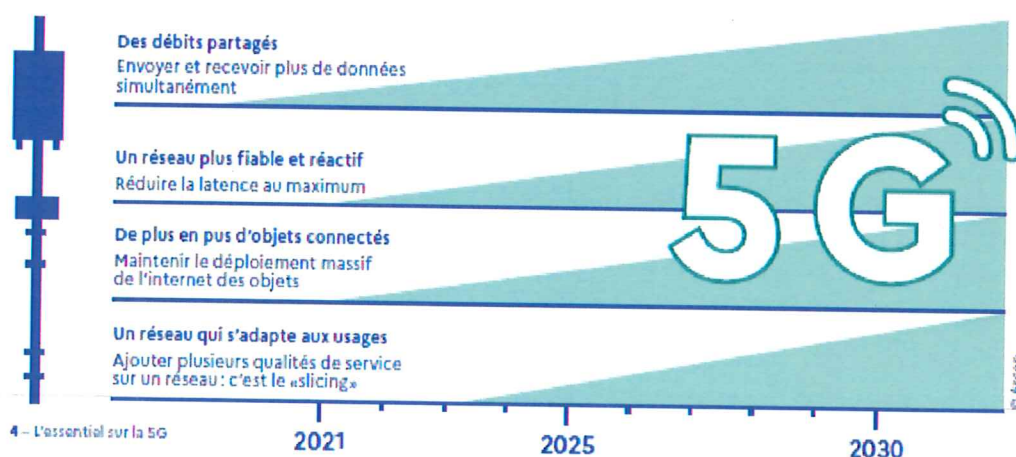 Des débits partagés
Envoyer et recevoir plus de données
simultanément
Un réseau plus fiable et réactif
Réduire la latence au maximum
De plus en pus d'objets connectés
Maintenir le déploiement massif
de l'internet des objets
Un réseau qui s'adapte aux usages
Ajouter plusieurs qualités de service
sur un réseau : c'est le «slicing»
5G
2021
2025
2030
4 – L'essentiel sur la 5G